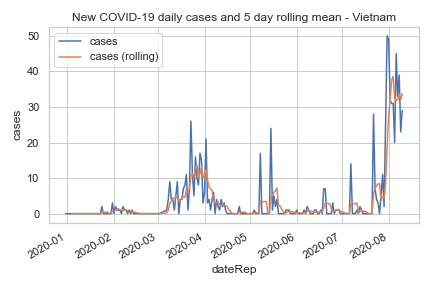 New COVID-19 daily cases and 5 day rolling mean - Vietnam
cases
cases (rolling)
50
40
30
20
10
0
cases
2020-01
2020-02
2020-03
2020-04
2020-05
2020-06
2020-07
2020-08
dateRep